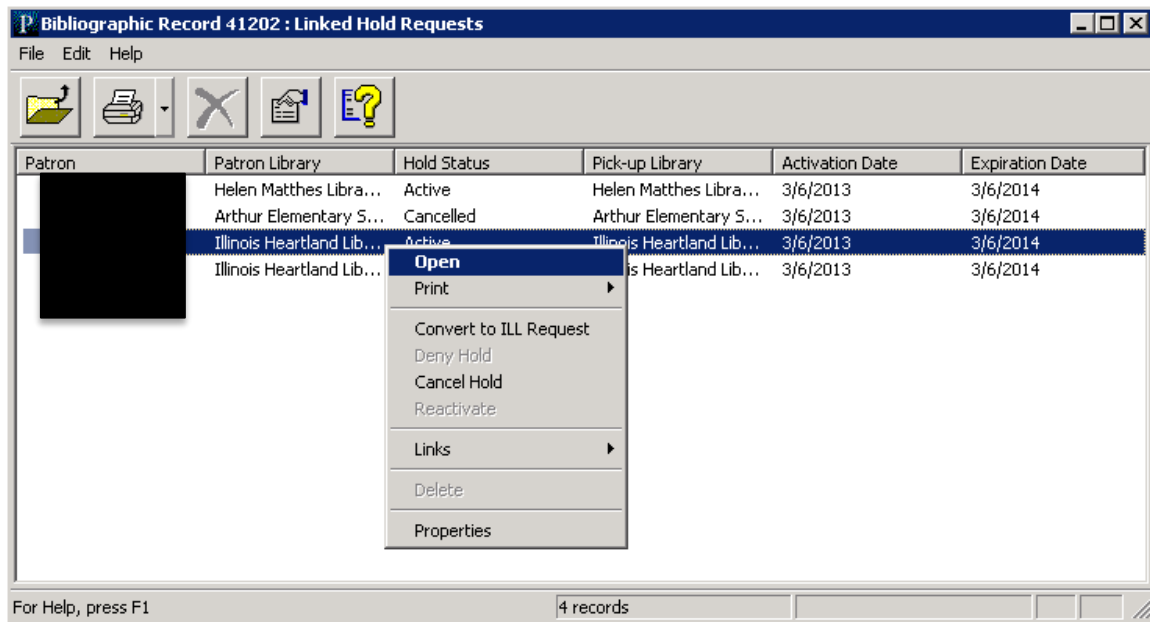 Bibliographic Record 41202 : Linked Hold Requests
File Edit Help
Patron Patron Library Hold Status Pick-up Library Activation Date Expiration Date
Helen Matthes Libra... Active Helen Matthes Libra... 3/6/2013 3/6/2014
Arthur Elementary S... Cancelled Arthur Elementary S... 3/6/2013 3/6/2014
Illinois Heartland Lib... Active Illinois Heartland Lib... 3/6/2013 3/6/2014
Illinois Heartland Lib... is Heartland Lib... 3/6/2013 3/6/2014
Open
Print
Convert to ILL Request
Deny Hold
Cancel Hold
Reactivate
Links
Delete
Properties
For Help, press F1 4 records